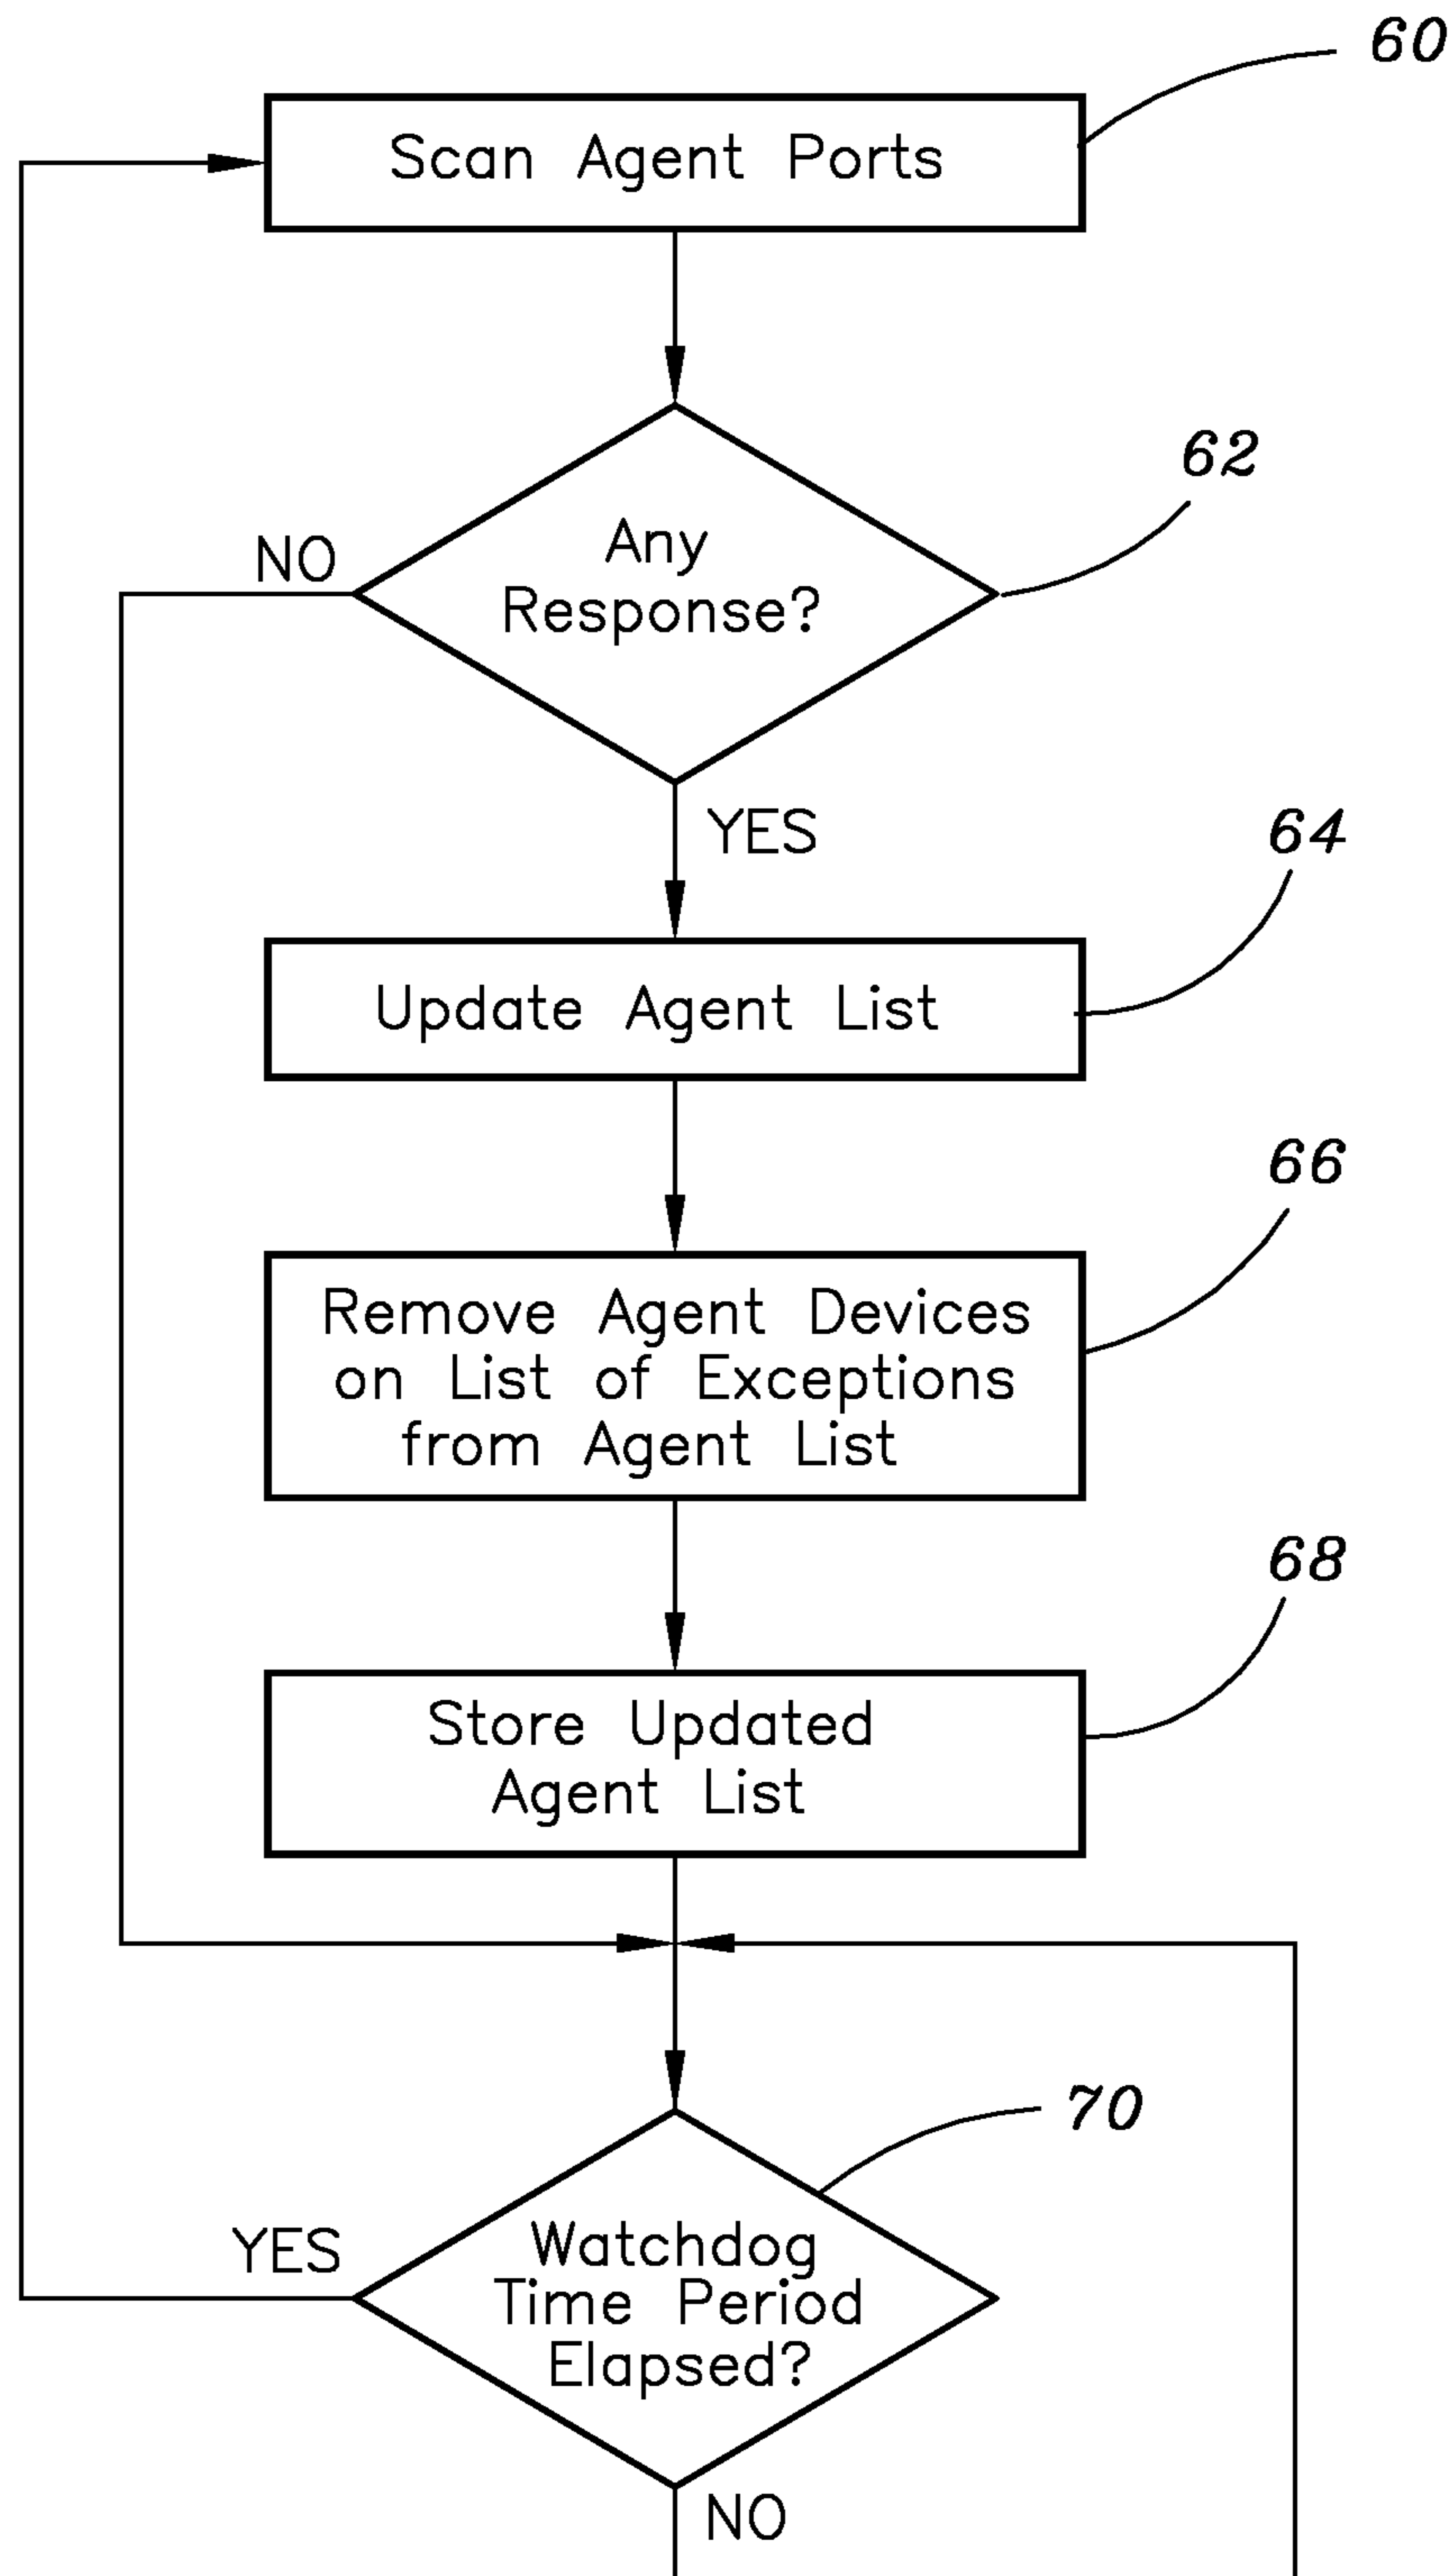 60
Scan Agent Ports
62
NO
Any
Response?
YES
64
Update Agent List
66
Remove Agent Devices
on List of Exceptions
from Agent List
68
Store Updated
Agent List
70
YES
Watchdog
Time Period
Elapsed?
NO